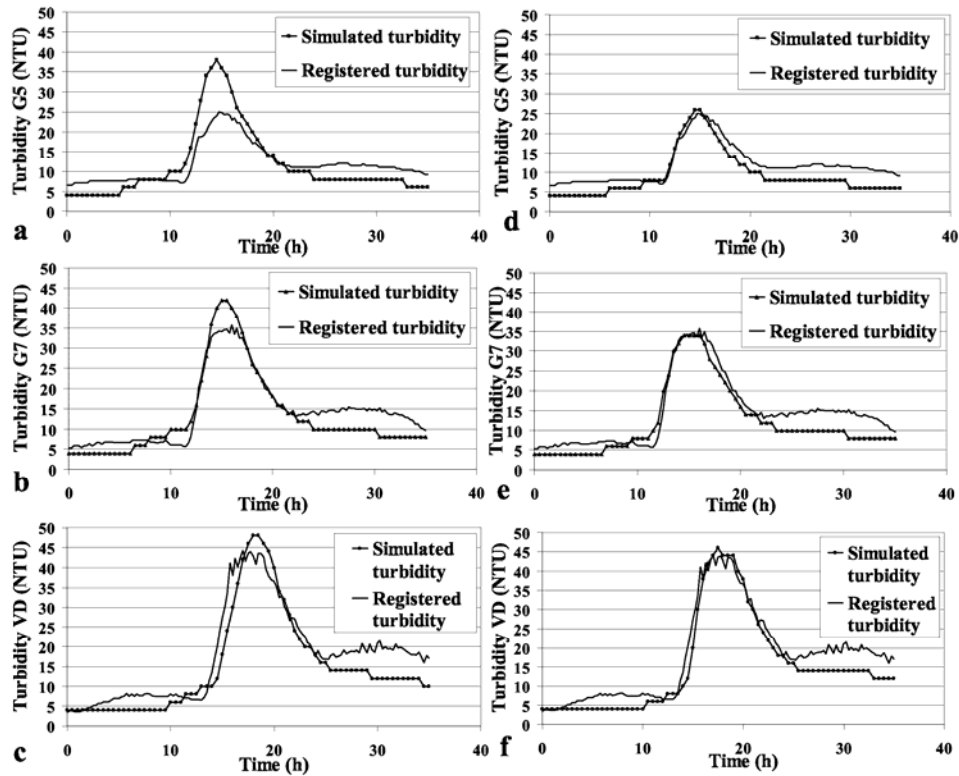 50
45
40
35
30
25
20
15
10
5
0
Turbidity G5 (NTU)
Simulated turbidity
Registered turbidity
0 10 20 30 40
Time (h)
a
50
45
40
35
30
25
20
15
10
5
0
Turbidity G5 (NTU)
Simulated turbidity
Registered turbidity
0 10 20 30 40
Time (h)
d
50
45
40
35
30
25
20
15
10
5
0
Turbidity G7 (NTU)
Simulated turbidity
Registered turbidity
0 10 20 30 40
Time (h)
b
50
45
40
35
30
25
20
15
10
5
0
Turbidity G7 (NTU)
Simulated turbidity
Registered turbidity
0 10 20 30 40
Time (h)
e
50
45
40
35
30
25
20
15
10
5
0
Turbidity VD (NTU)
Simulated
turbidity
Registered
turbidity
0 10 20 30 40
Time (h)
c
50
45
40
35
30
25
20
15
10
5
0
Turbidity VD (NTU)
Simulated
turbidity
Registered
turbidity
0 10 20 30 40
Time (h)
f